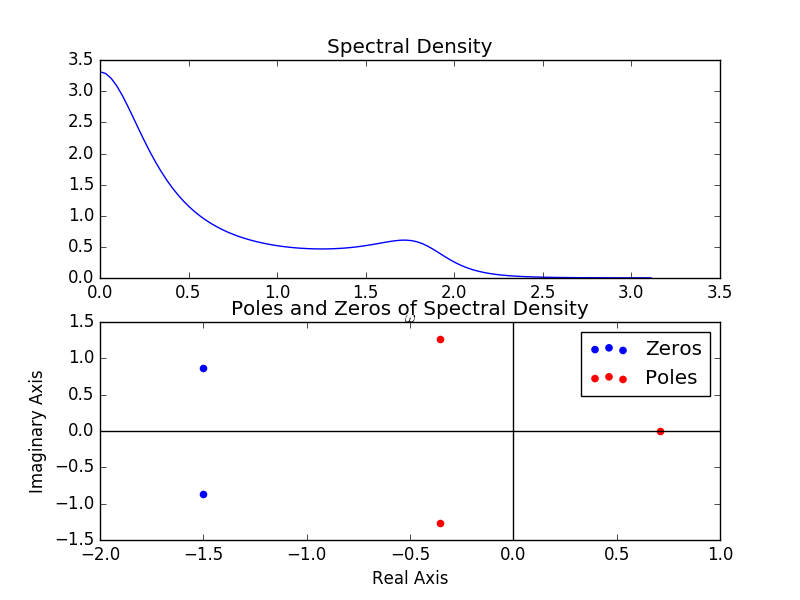 Spectral Density
3.5
3.0
2.5
2.0
1.5
1.0
0.5
0.0
0.0 0.5 1.0 1.5 2.0 2.5 3.0 3.5
ω
Poles and Zeros of Spectral Density
1.5
1.0
0.5
0.0
−0.5
−1.0
−1.5
Imaginary Axis
Zeros
Poles
−2.0 −1.5 −1.0 −0.5 0.0 0.5 1.0
Real Axis